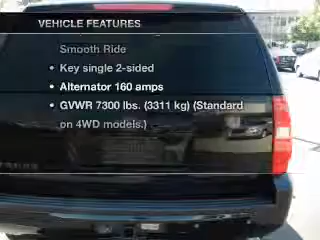 VEHICLE FEATURES
Smooth Ride
• Key single 2-sided
• Alternator 160 amps
• GVWR 7300 lbs. (3311 kg) (Standard
on 4WD models.)